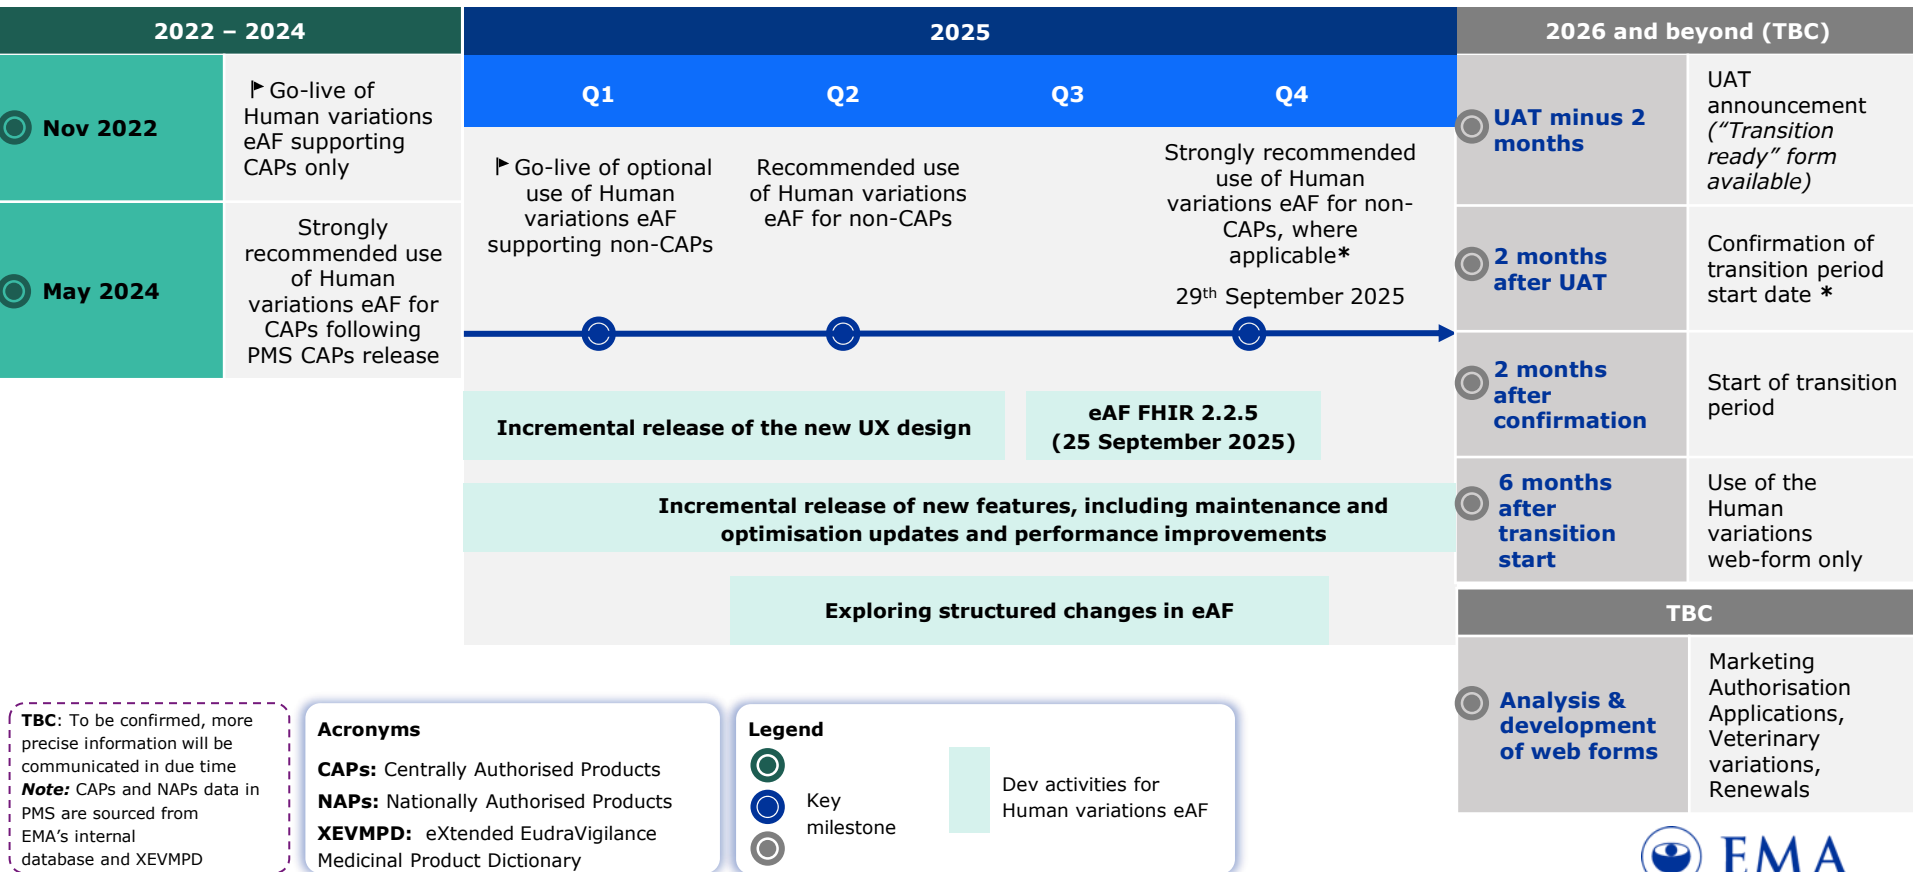 2022 – 2024
Nov 2022
Go-live of
Human variations
eAF supporting
CAPs only
May 2024
Strongly
recommended use
of Human
variations eAF for
CAPs following
PMS CAPs release
2025
Q1
Q2
Q3
Q4
Go-live of optional
use of Human
variations eAF
supporting non-CAPs
Recommended use
of Human variations
eAF for non-CAPs
Strongly recommended
use of Human
variations eAF for non-
CAPs, where
applicable*
29th September 2025
Incremental release of the new UX design
eAF FHIR 2.2.5
(25 September 2025)
Incremental release of new features, including maintenance and
optimisation updates and performance improvements
Exploring structured changes in eAF
2026 and beyond (TBC)
UAT minus 2
months
UAT
announcement
(“Transition
ready” form
available)
2 months
after UAT
Confirmation of
transition period
start date *
2 months
after
confirmation
Start of transition
period
6 months
after
transition
start
Use of the
Human
variations
web-form only
TBC
Analysis &
development
of web forms
Marketing
Authorisation
Applications,
Veterinary
variations,
Renewals
TBC: To be confirmed, more
precise information will be
communicated in due time
Note: CAPs and NAPs data in
PMS are sourced from
EMA’s internal
database and XEVMPD
Acronyms
CAPs: Centrally Authorised Products
NAPs: Nationally Authorised Products
XEVMPD: eXtended EudraVigilance
Medicinal Product Dictionary
Legend
Key
milestone
Dev activities for
Human variations eAF
EMA